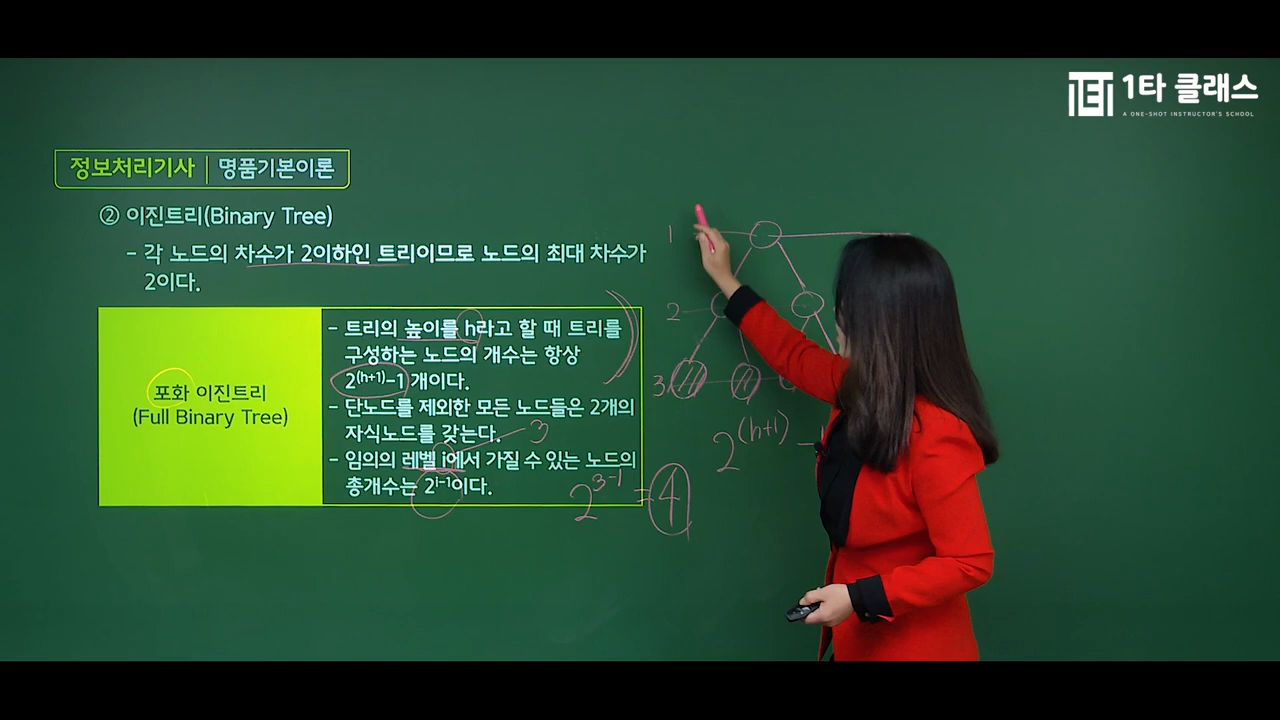 1타 클래스
A ONE-SHOT INSTRUCTOR'S SCHOOL
정보처리기사 | 명품기본이론
② 이진트리(Binary Tree)
- 각 노드의 차수가 2이하인 트리이므로 노드의 최대 차수가
2이다.
포화 이진트리
(Full Binary Tree)
- 트리의 높이를 h라고 할 때 트리를
구성하는 노드의 개수는 항상
2^(h+1)-1 개이다.
- 단노드를 제외한 모든 노드들은 2개의
자식노드를 갖는다.
- 임의의 레벨 i에서 가질 수 있는 노드의
총개수는 2^i-1이다.
3
2^3-1 = 4
1
2
3
2^(h+1) -1